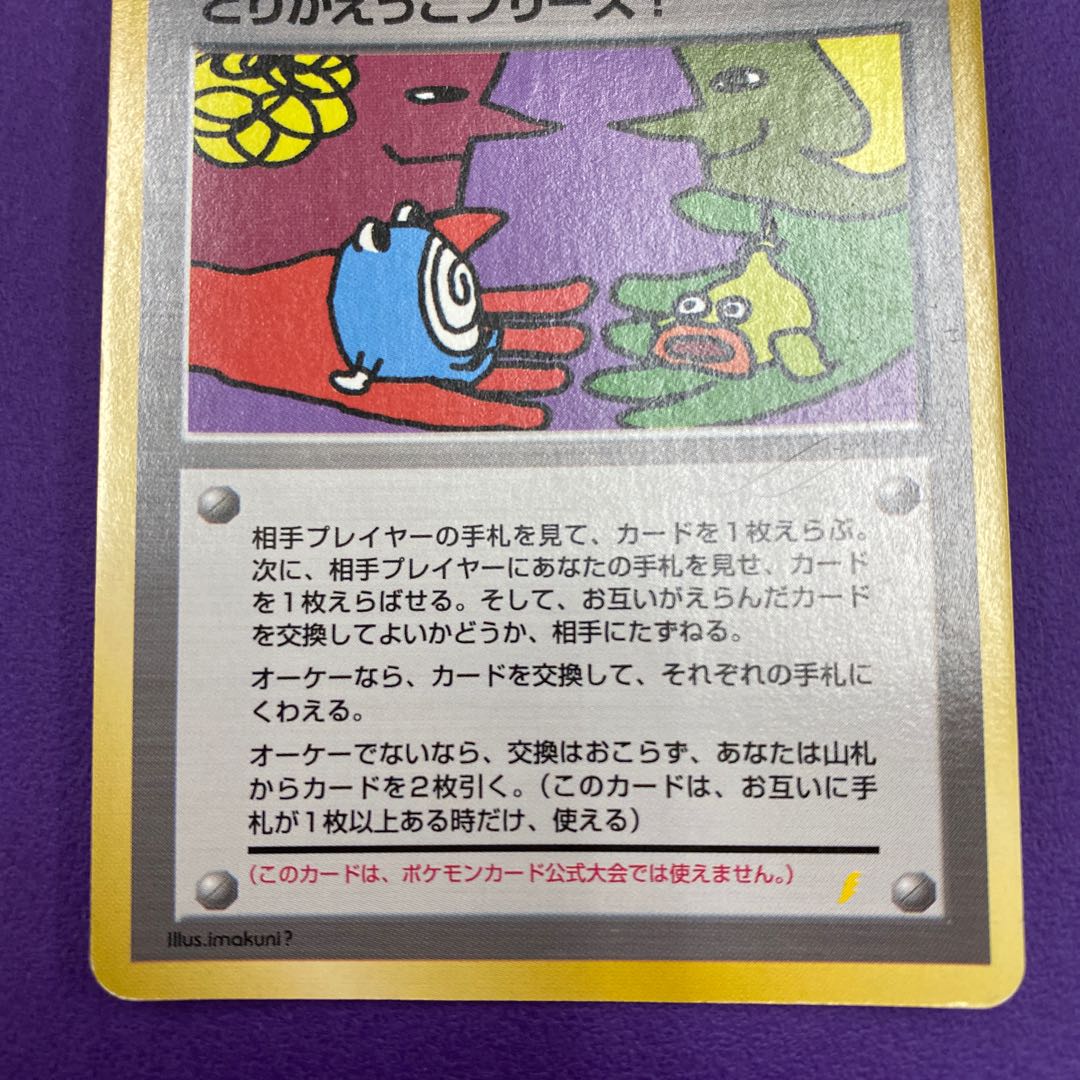 とりかえっこプリーズ！
相手プレイヤーの手札を見て、カードを1枚えらぶ。
次に、相手プレイヤーにあなたの手札を見せ、カード
を1枚えらばせる。そして、お互いがえらんだカード
を交換してよいかどうか、相手にたずねる。
オーケーなら、カードを交換して、それぞれの手札に
くわえる。
オーケーでないなら、交換はおこらず、あなたは山札
からカードを2枚引く。（このカードは、お互いに手
札が1枚以上ある時だけ、使える）
（このカードは、ポケモンカード公式大会では使えません。）
Illus.imakuni?